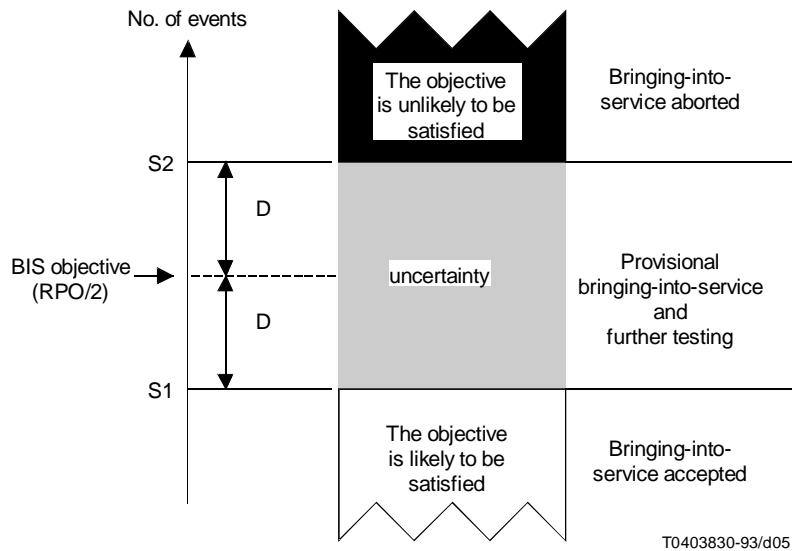 No. of events
The objective
is unlikely to be
satisfied
Bringing-into-
service aborted
S2
D
BIS objective
(RPO/2)
uncertainty
Provisional
bringing-into-service
and
further testing
D
S1
The objective
is likely to be
satisfied
Bringing-into-
service accepted
T0403830-93/d05